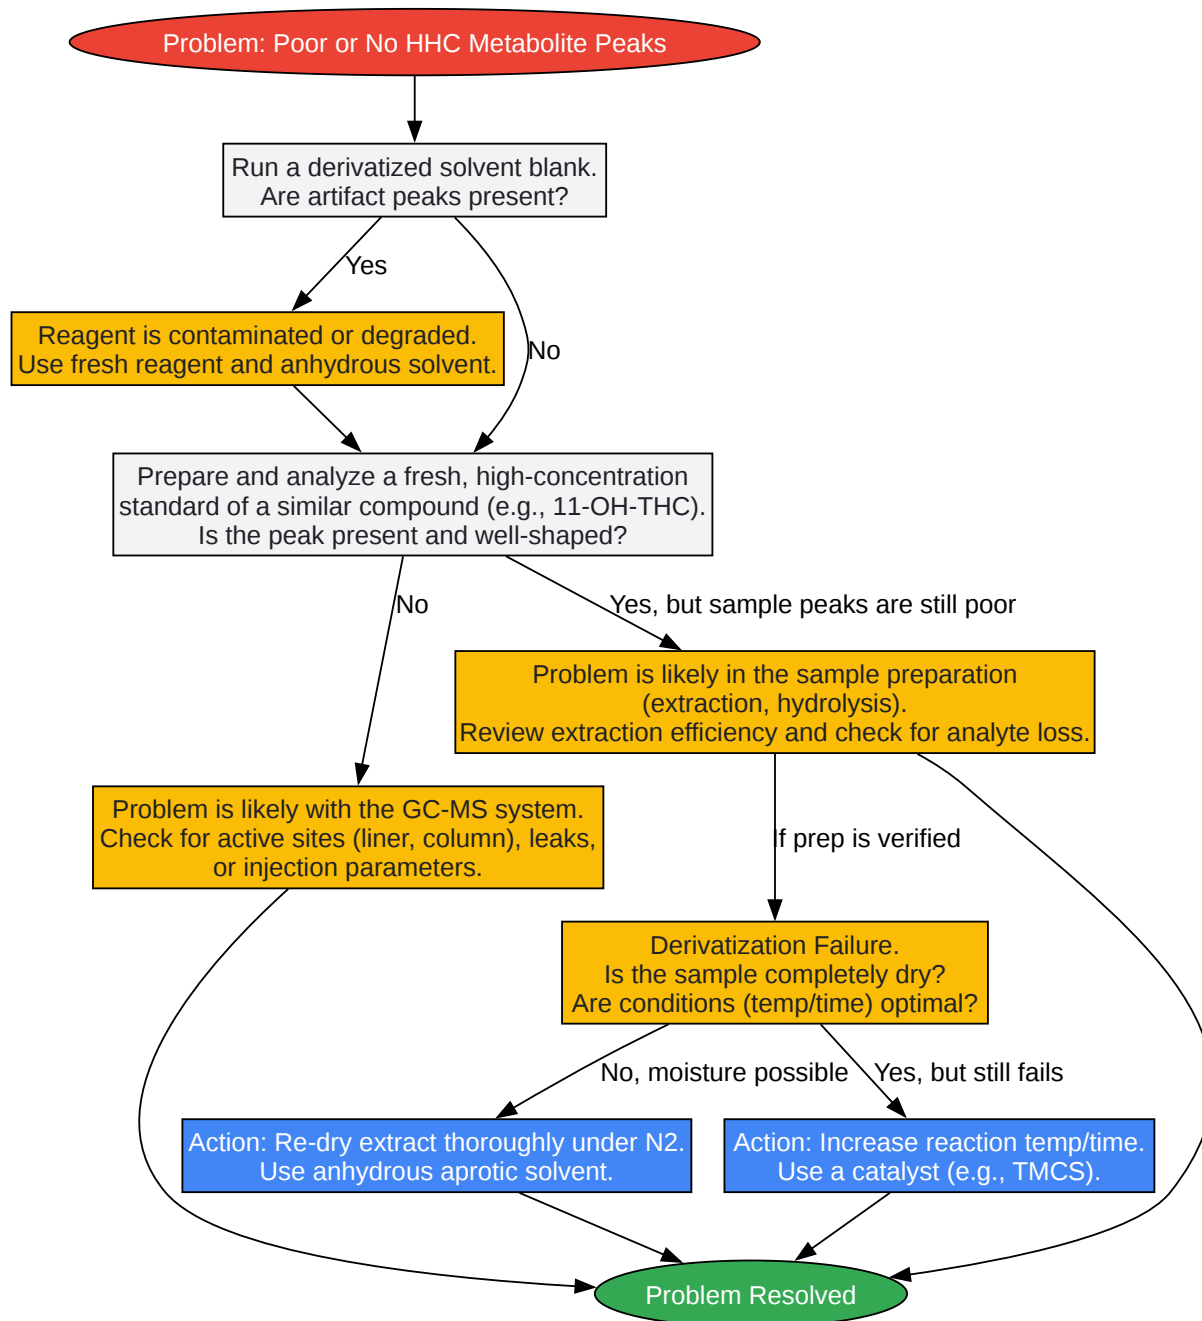 Problem: Poor or No HHC Metabolite Peaks
Run a derivatized solvent blank.
Are artifact peaks present?
Yes
Reagent is contaminated or degraded.
Use fresh reagent and anhydrous solvent.
No
Prepare and analyze a fresh, high-concentration
standard of a similar compound (e.g., 11-OH-THC).
Is the peak present and well-shaped?
No
Yes, but sample peaks are still poor
Problem is likely in the sample preparation
(extraction, hydrolysis).
Review extraction efficiency and check for analyte loss.
Problem is likely with the GC-MS system.
Check for active sites (liner, column), leaks,
or injection parameters.
If prep is verified
Derivatization Failure.
Is the sample completely dry?
Are conditions (temp/time) optimal?
No, moisture possible
Yes, but still fails
Action: Re-dry extract thoroughly under N2.
Use anhydrous aprotic solvent.
Action: Increase reaction temp/time.
Use a catalyst (e.g., TMCS).
Problem Resolved